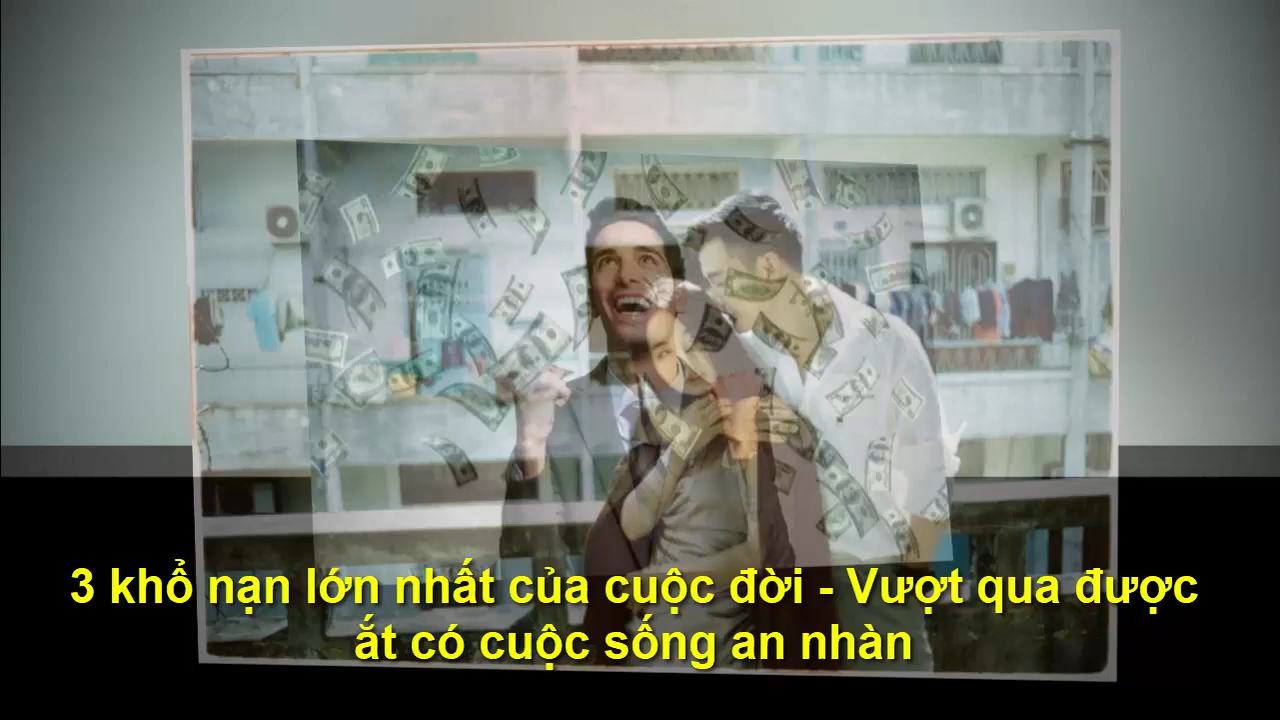 3 khổ nạn lớn nhất của cuộc đời - Vượt qua được
ắt có cuộc sống an nhàn